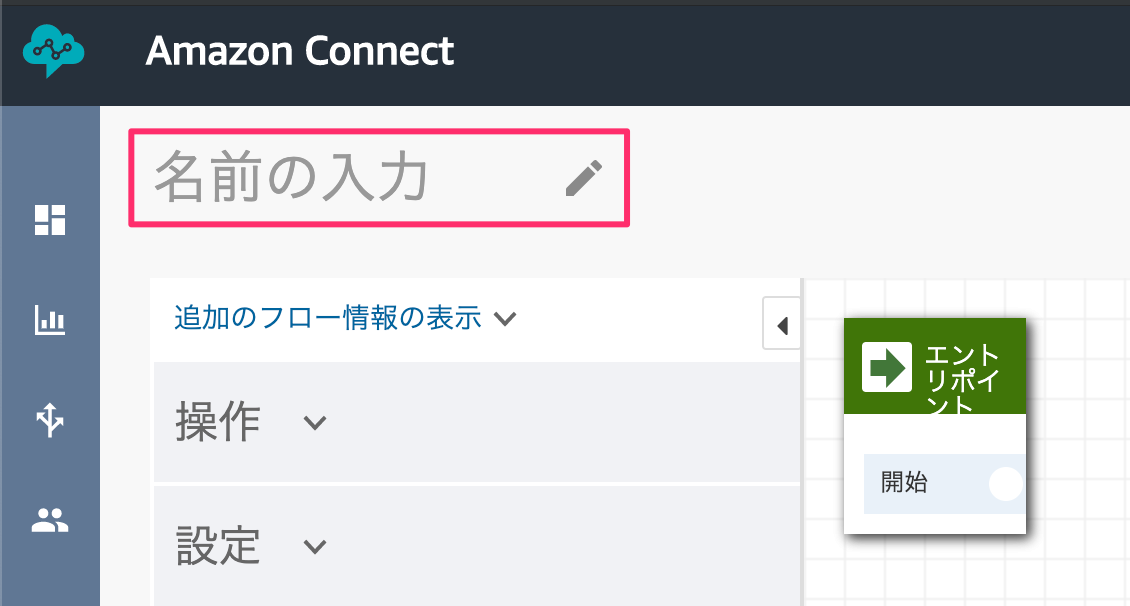 Amazon Connect
名前の入力
追加のフロー情報の表示
操作
設定
エント
リポイ
ント
開始